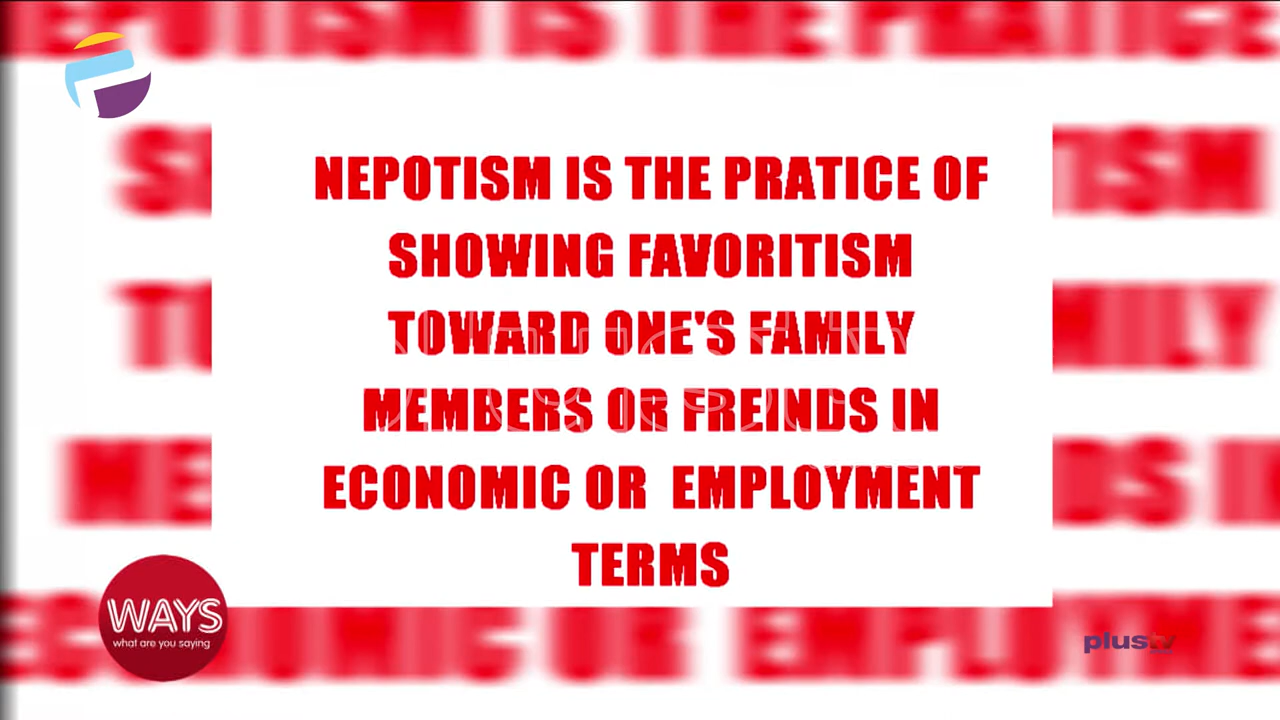 NEPOTISM IS THE PRATICE OF
SHOWING FAVORITISM
TOWARD ONE'S FAMILY
MEMBERS OR FREINDS IN
ECONOMIC OR EMPLOYMENT
TERMS
WAYS
what are you saying
plustv